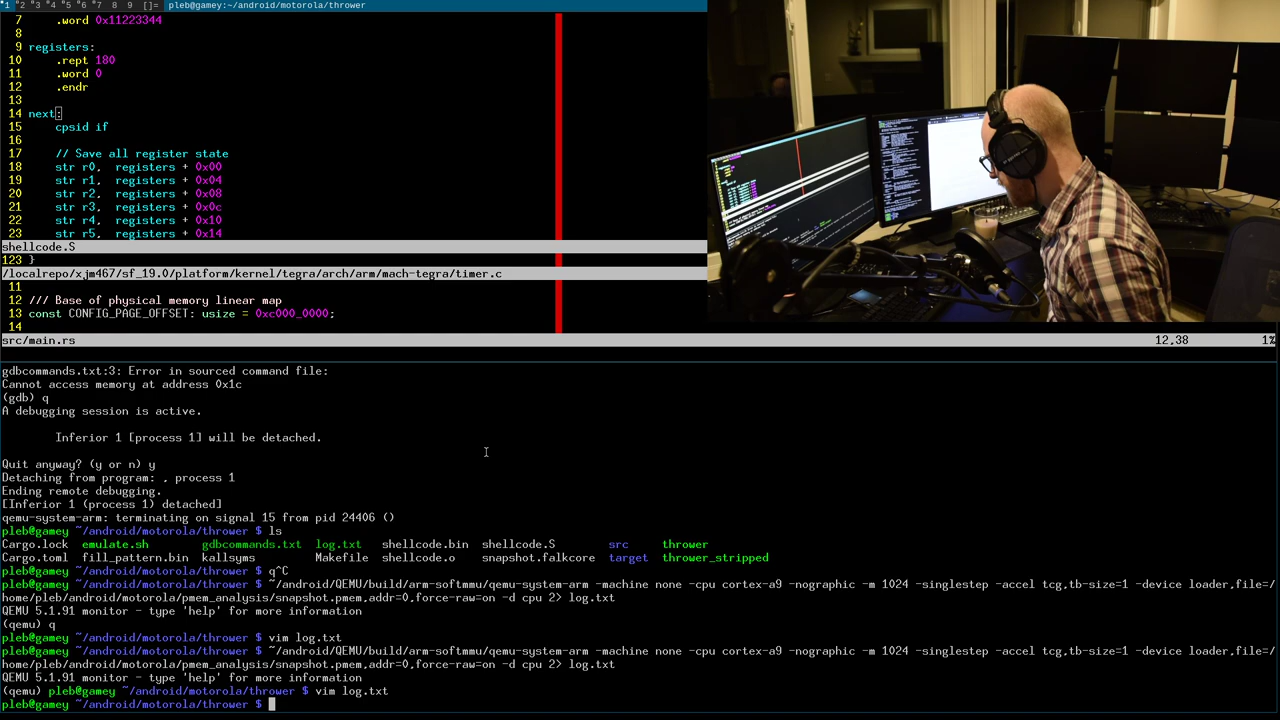 1 2 3 4 5 6 7 8 9 []= pleb@gamey:~/android/motorola/thrower
7 .word 0x11223344
8
9 registers:
10 .rept 180
11 .word 0
12 .endr
13
14 next:
15 cpsid if
16
17 // Save all register state
18 str r0, registers + 0x00
19 str r1, registers + 0x04
20 str r2, registers + 0x08
21 str r3, registers + 0x0c
22 str r4, registers + 0x10
23 str r5, registers + 0x14
shellcode.S
123 }
/localrepo/xjm467/sf_19.0/platform/kernel/tegra/arch/arm/mach-tegra/timer.c
11
12 /// Base of physical memory linear map
13 const CONFIG_PAGE_OFFSET: usize = 0xc000_0000;
14
src/main.rs 12,38 1%
gdbcommands.txt:3: Error in sourced command file:
Cannot access memory at address 0x1c
(gdb) q
A debugging session is active.
Inferior 1 [process 1] will be detached.
Quit anyway? (y or n) y
Detaching from program: , process 1
Ending remote debugging.
[Inferior 1 (process 1) detached]
qemu-system-arm: terminating on signal 15 from pid 24406 ()
pleb@gamey ~/android/motorola/thrower $ ls
Cargo.lock emulate.sh gdbcommands.txt log.txt shellcode.bin shellcode.S src thrower
Cargo.toml fill_pattern.bin kallsyms Makefile shellcode.o snapshot.falkcore target thrower_stripped
pleb@gamey ~/android/motorola/thrower $ q^C
pleb@gamey ~/android/motorola/thrower $ ~/android/QEMU/build/arm-softmmu/qemu-system-arm -machine none -cpu cortex-a9 -nographic -m 1024 -singlestep -accel tcg,tb-size=1 -device loader,file=/
home/pleb/android/motorola/pmem_analysis/snapshot.pmem,addr=0,force-raw=on -d cpu 2> log.txt
QEMU 5.1.91 monitor - type 'help' for more information
(qemu) q
pleb@gamey ~/android/motorola/thrower $ vim log.txt
pleb@gamey ~/android/motorola/thrower $ ~/android/QEMU/build/arm-softmmu/qemu-system-arm -machine none -cpu cortex-a9 -nographic -m 1024 -singlestep -accel tcg,tb-size=1 -device loader,file=/
home/pleb/android/motorola/pmem_analysis/snapshot.pmem,addr=0,force-raw=on -d cpu 2> log.txt
QEMU 5.1.91 monitor - type 'help' for more information
(qemu) pleb@gamey ~/android/motorola/thrower $ vim log.txt
pleb@gamey ~/android/motorola/thrower $